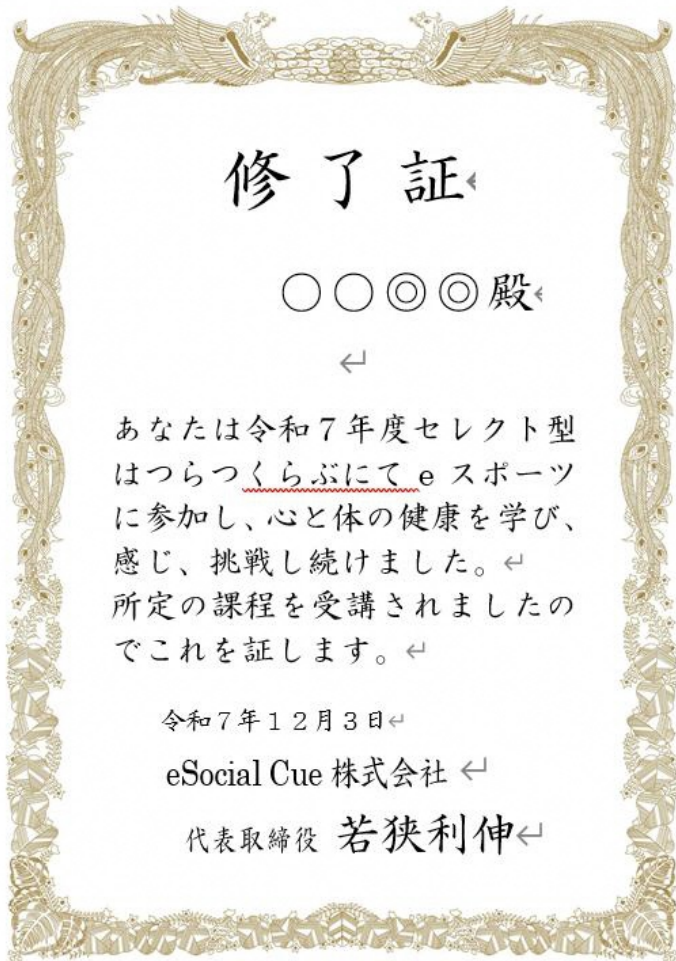 修了証
○○◎◎殿
あなたは令和７年度セレクト型
はつらつくらぶにてｅスポーツ
に参加し、心と体の健康を学び、
感じ、挑戦し続けました。
所定の課程を受講されましたの
でこれを証します。
令和７年１２月３日
eSocial Cue 株式会社
代表取締役 若狭利伸